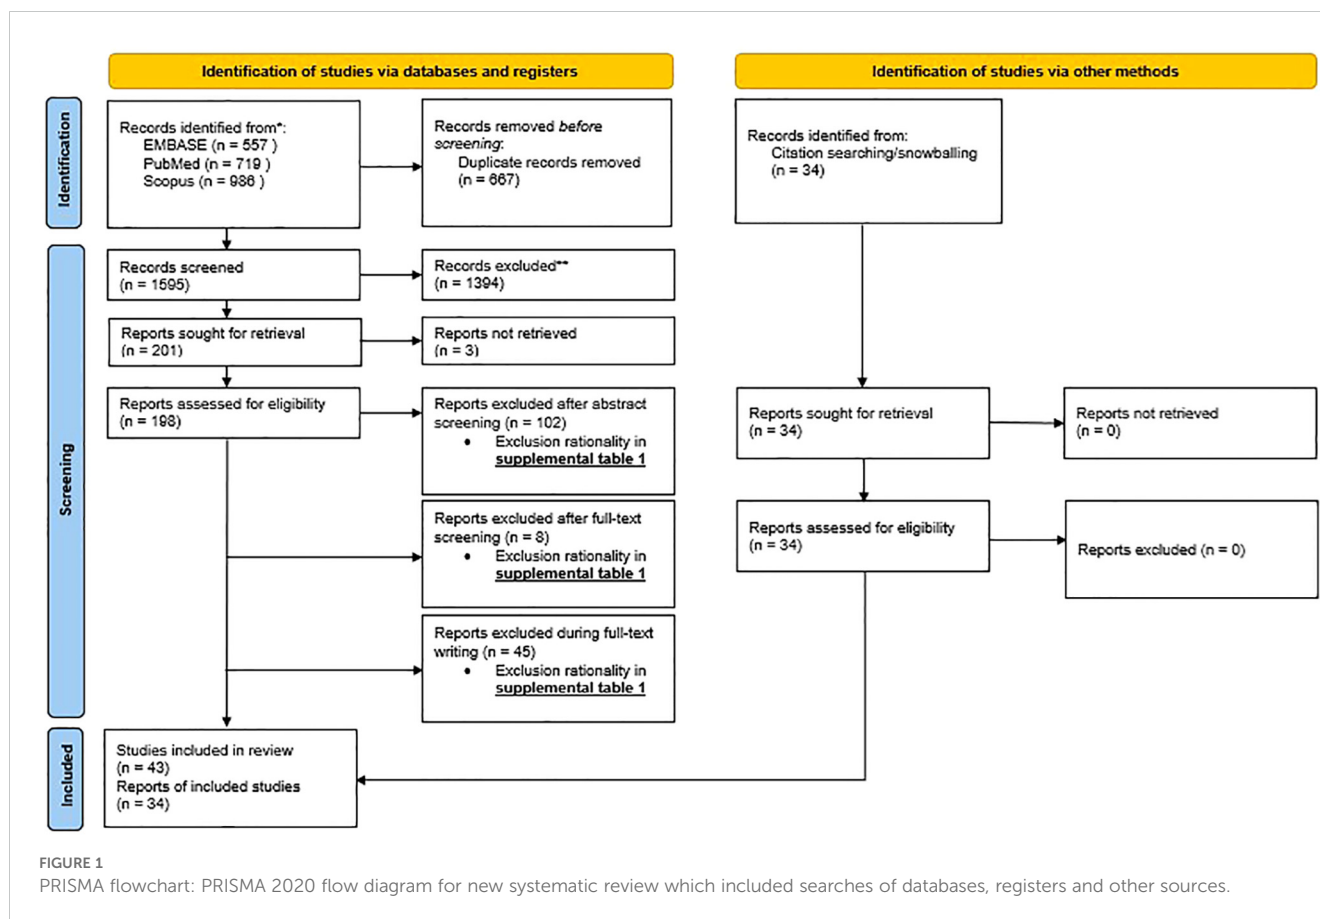 Identification of studies via databases and registers
Identification of studies via other methods
Identification
Records identified from*:
EMBASE (n = 557 )
PubMed (n = 719 )
Scopus (n = 986 )
Records removed before
screening:
Duplicate records removed
(n = 667)
Records identified from:
Citation searching/snowballing
(n = 34)
Screening
Records screened
(n = 1595)
Records excluded**
(n = 1394)
Reports sought for retrieval
(n = 201)
Reports not retrieved
(n = 3)
Reports assessed for eligibility
(n = 198)
Reports excluded after abstract
screening (n = 102)
• Exclusion rationality in
supplemental table 1
Reports sought for retrieval
(n = 34)
Reports not retrieved
(n = 0)
Reports excluded after full-text
screening (n = 8)
• Exclusion rationality in
supplemental table 1
Reports assessed for eligibility
(n = 34)
Reports excluded (n = 0)
Reports excluded during full-text
writing (n = 45)
• Exclusion rationality in
supplemental table 1
Included
Studies included in review
(n = 43)
Reports of included studies
(n = 34)
FIGURE 1
PRISMA flowchart: PRISMA 2020 flow diagram for new systematic review which included searches of databases, registers and other sources.